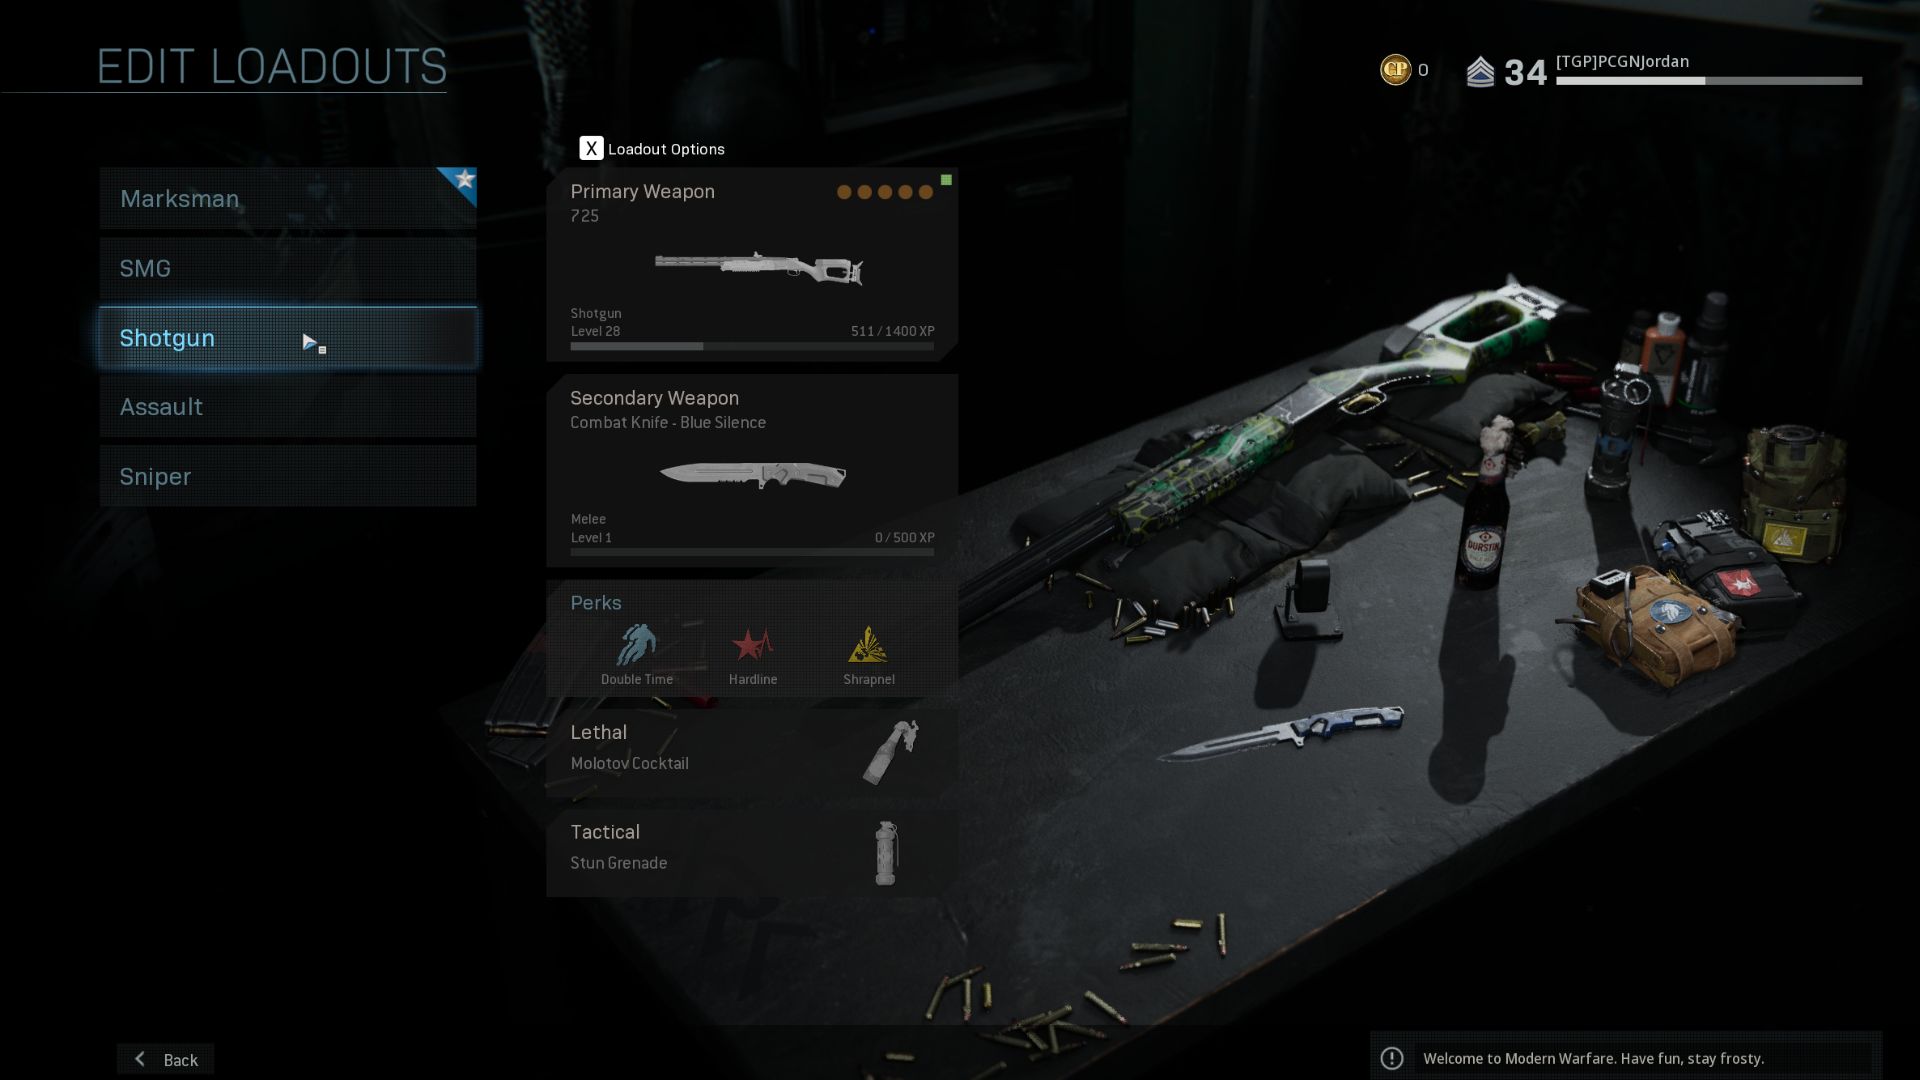 EDIT LOADOUTS
CP 0
34
[TGP]PCGNJordan
X Loadout Options
Marksman
SMG
Shotgun
Assault
Sniper
Primary Weapon
725
Shotgun
Level 28
511 / 1400 XP
Secondary Weapon
Combat Knife - Blue Silence
Melee
Level 1
0 / 500 XP
Perks
Double Time
Hardline
Shrapnel
Lethal
Molotov Cocktail
Tactical
Stun Grenade
DURSTIN
Back
Welcome to Modern Warfare. Have fun, stay frosty.